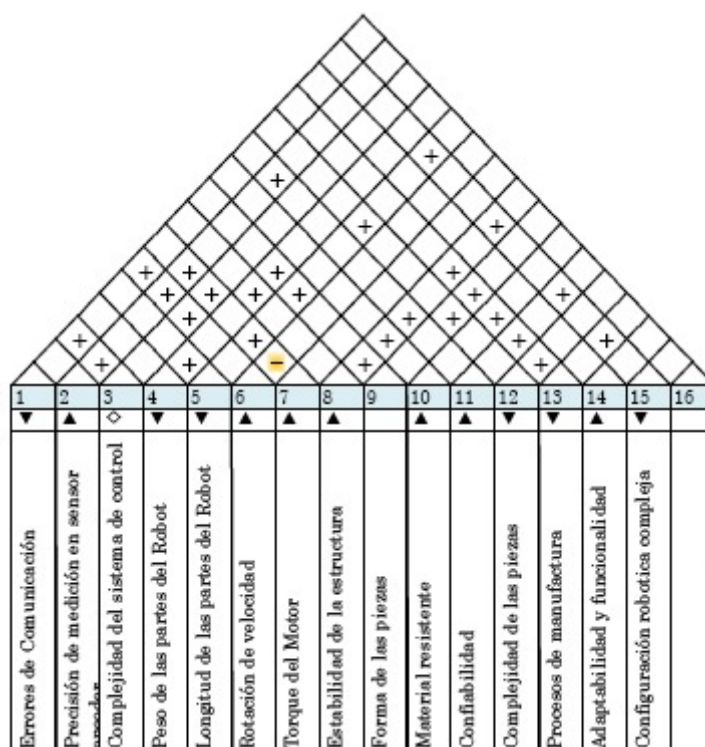 +
+
+ +
+ + + +
+ + + + + +
+ + + +
+ + + + +
+ + + − + +
1 2 3 4 5 6 7 8 9 10 11 12 13 14 15 16
▼ ▲ ◇ ▼ ▼ ▲ ▲ ▲ ▲ ▲ ▼ ▼ ▲ ▼
Errores de Comunicación
Precisión de medición en sensor
Complejidad del sistema de control
Peso de las partes del Robot
Longitud de las partes del Robot
Rotación de velocidad
Torque del Motor
Estabilidad de la estructura
Forma de las piezas
Material resistente
Confiabilidad
Complejidad de las piezas
Procesos de manufactura
Adaptabilidad y funcionalidad
Configuración robotica compleja